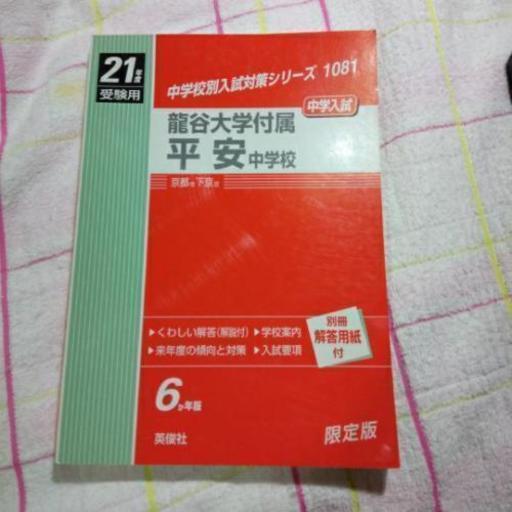 21年度
受験用
中学校別入試対策シリーズ 1081
中学入試
龍谷大学付属
平安中学校
京都市下京区
▶くわしい解答(解説付) ▶学校案内
▶来年度の傾向と対策 ▶入試要項
別冊
解答用紙
付
6か年版
英俊社
限定版